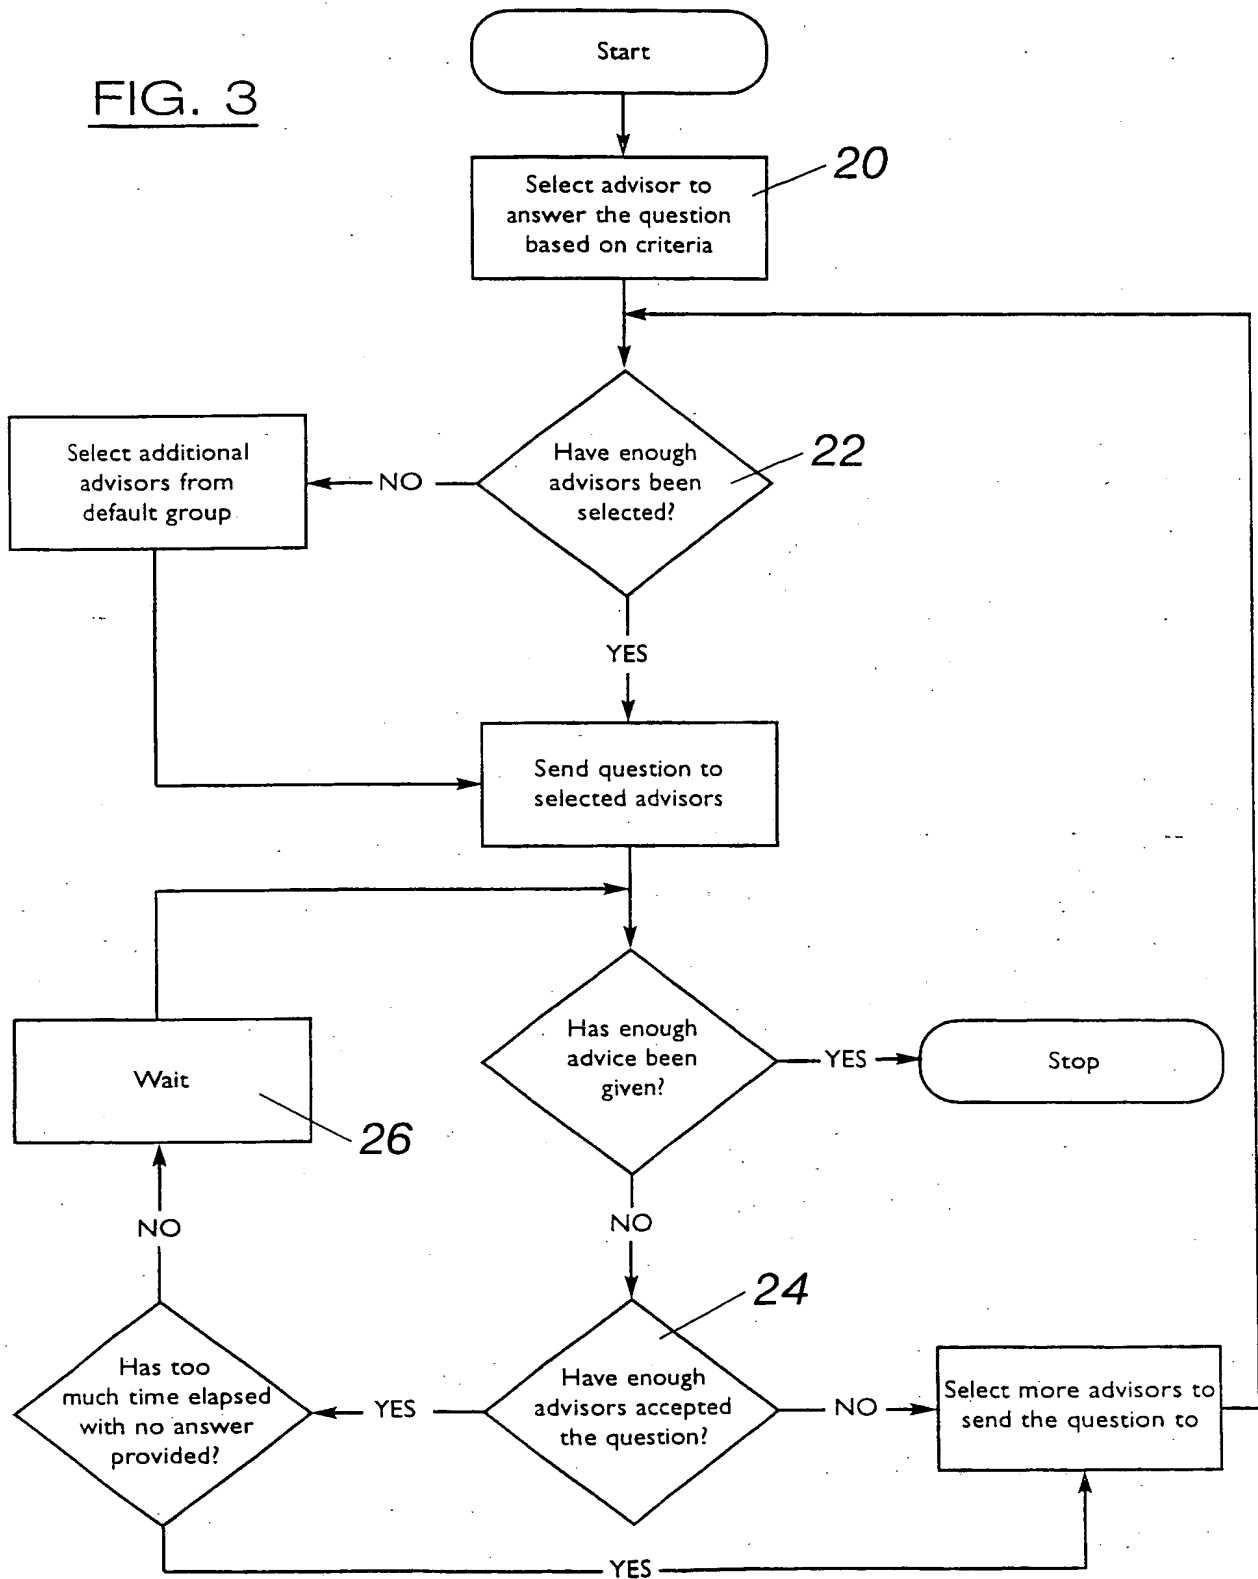 FIG. 3
Start
20
Select advisor to
answer the question
based on criteria
22
Have enough
advisors been
selected?
NO
Select additional
advisors from
default group
YES
Send question to
selected advisors
Has enough
advice been
given?
YES
Stop
Wait
26
NO
NO
24
Have enough
advisors accepted
the question?
YES
Has too
much time elapsed
with no answer
provided?
NO
Select more advisors to
send the question to
YES